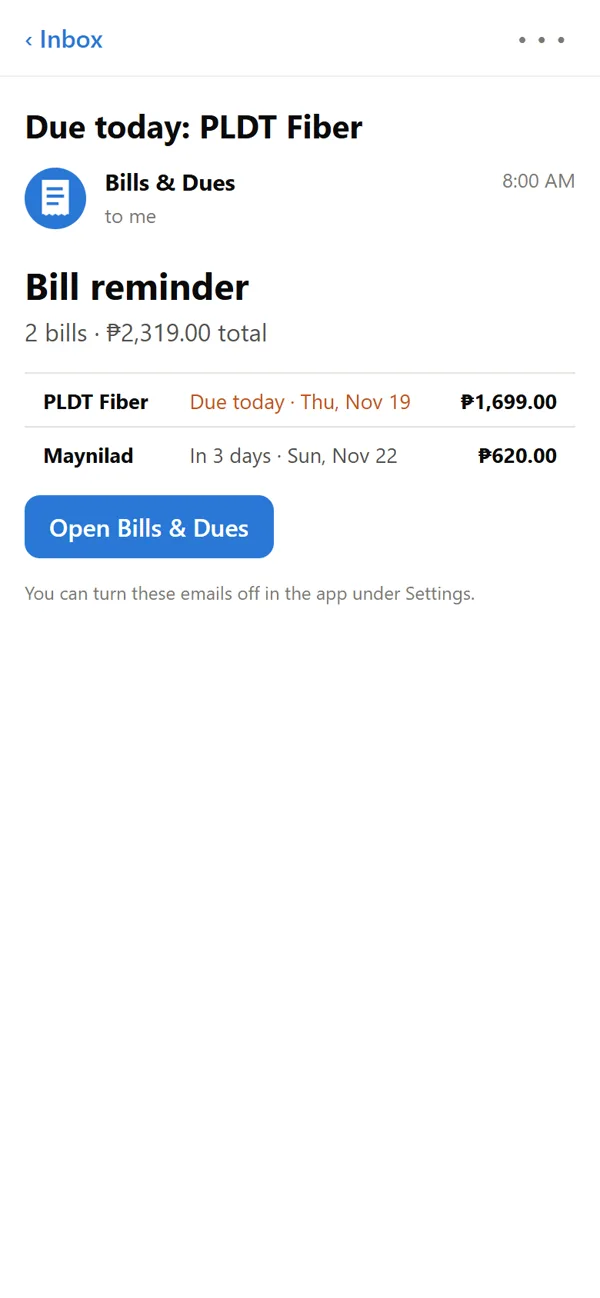 ‹ Inbox
Due today: PLDT Fiber
Bills & Dues
8:00 AM
to me
Bill reminder
2 bills · ₱2,319.00 total
PLDT Fiber Due today · Thu, Nov 19 ₱1,699.00
Maynilad In 3 days · Sun, Nov 22 ₱620.00
Open Bills & Dues
You can turn these emails off in the app under Settings.